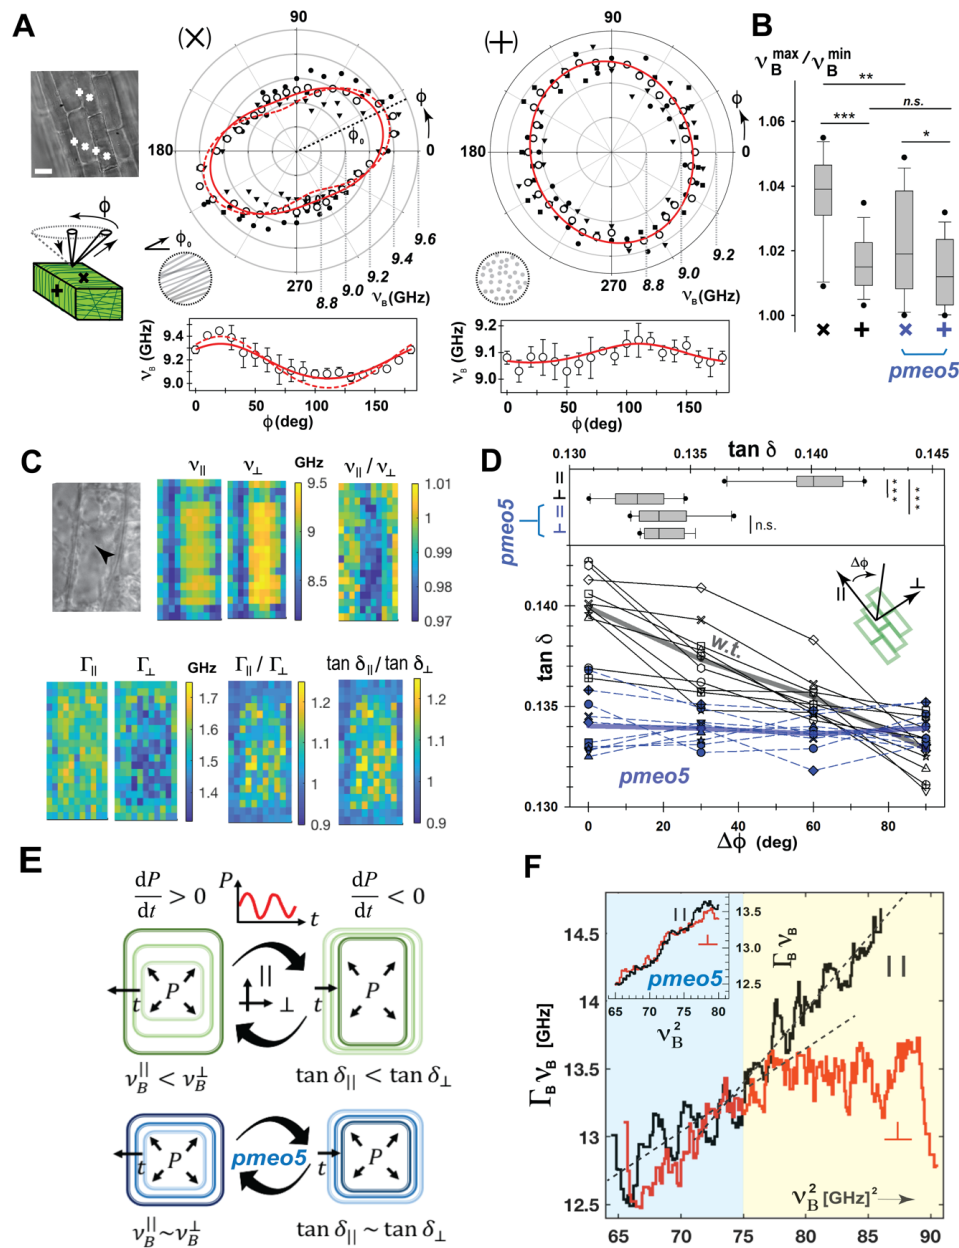 A
(×)
90
180
0
270
ϕ
ϕ₀
8.8
9.0
9.2
9.4
9.6
ν_B(GHz)
(+)
90
180
0
270
ϕ
8.8
9.0
9.2
ν_B(GHz)
ϕ
ϕ₀
ν_B (GHz)
9.4
9.2
9.0
0
50
100
150
ϕ(deg)
ν_B (GHz)
9.2
9.1
9.0
0
50
100
150
ϕ(deg)
B
ν_B^max/ν_B^min
**
n.s.
***
*
1.06
1.04
1.02
1.00
× + × +
pmeo5
C
ν_||
ν_⊥
GHz
9.5
9
8.5
ν_|| / ν_⊥
1.01
1
0.99
0.98
0.97
Γ_||
Γ_⊥
GHz
1.7
1.6
1.5
1.4
Γ_|| / Γ_⊥
1.2
1.1
1
0.9
tan δ_||/ tan δ_⊥
1.2
1.1
1
0.9
D
0.130
0.135
0.140
0.145
tan δ
||
⊥
||
⊥
pmeo5
***
***
n.s.
tan δ
0.140
0.135
0.130
w.t.
pmeo5
Δϕ
||
⊥
0
20
40
60
80
Δϕ (deg)
E
dP/dt > 0
P
t
dP/dt < 0
P
t
||
⊥
P
t
ν_B^|| < ν_B^⊥
tan δ_|| < tan δ_⊥
P
t
pmeo5
P
t
ν_B^||~ν_B^⊥
tan δ_|| ~ tan δ_⊥
F
Γ_B ν_B [GHz]
14.5
14
13.5
13
12.5
||
⊥
pmeo5
13.5
13.0
12.5
Γ_B ν_B
65 70 75 80
ν_B^2
||
⊥
ν_B^2 [GHz]^2
65
70
75
80
85
90